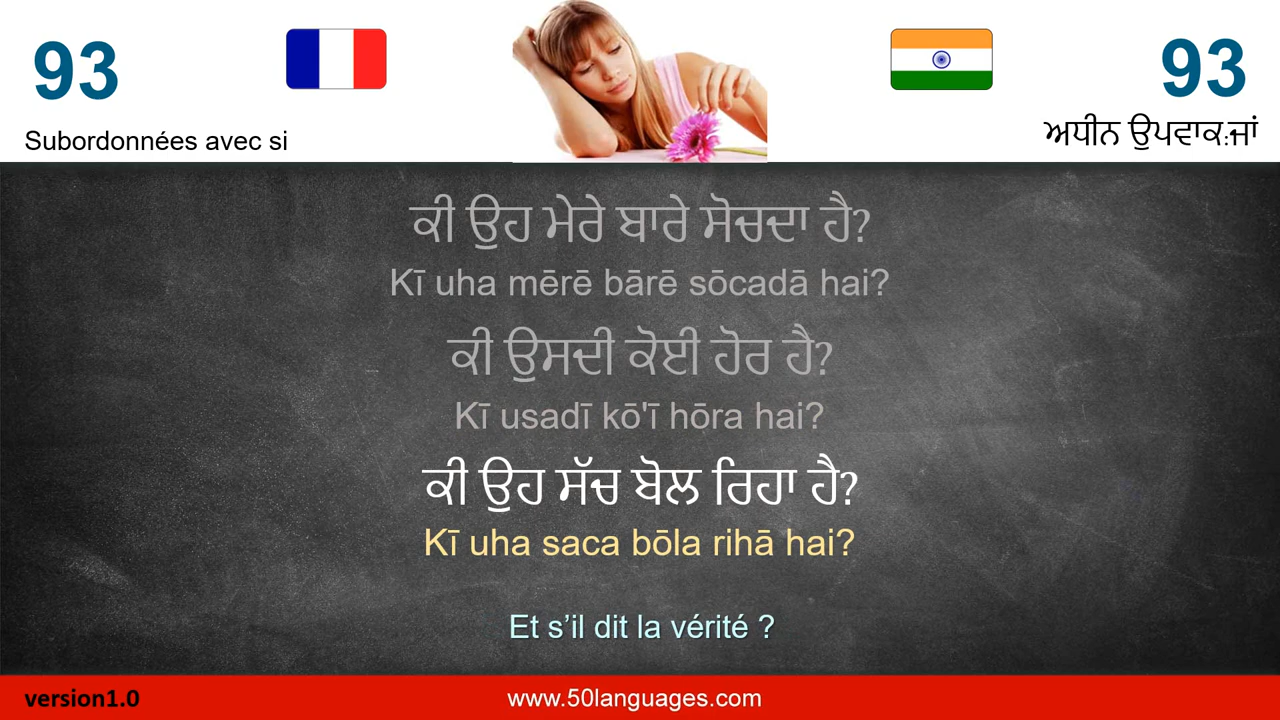 93
93
Subordonnées avec si
ਅਧੀਨ ਉਪਵਾਕ:ਜਾਂ
ਕੀ ਉਹ ਮੇਰੇ ਬਾਰੇ ਸੋਚਦਾ ਹੈ?
Kī uha mērē bārē sōcadā hai?
ਕੀ ਉਸਦੀ ਕੋਈ ਹੋਰ ਹੈ?
Kī usadī kō'ī hōra hai?
ਕੀ ਉਹ ਸੱਚ ਬੋਲ ਰਿਹਾ ਹੈ?
Kī uha saca bōla rihā hai?
Et s’il dit la vérité ?
version1.0
www.50languages.com